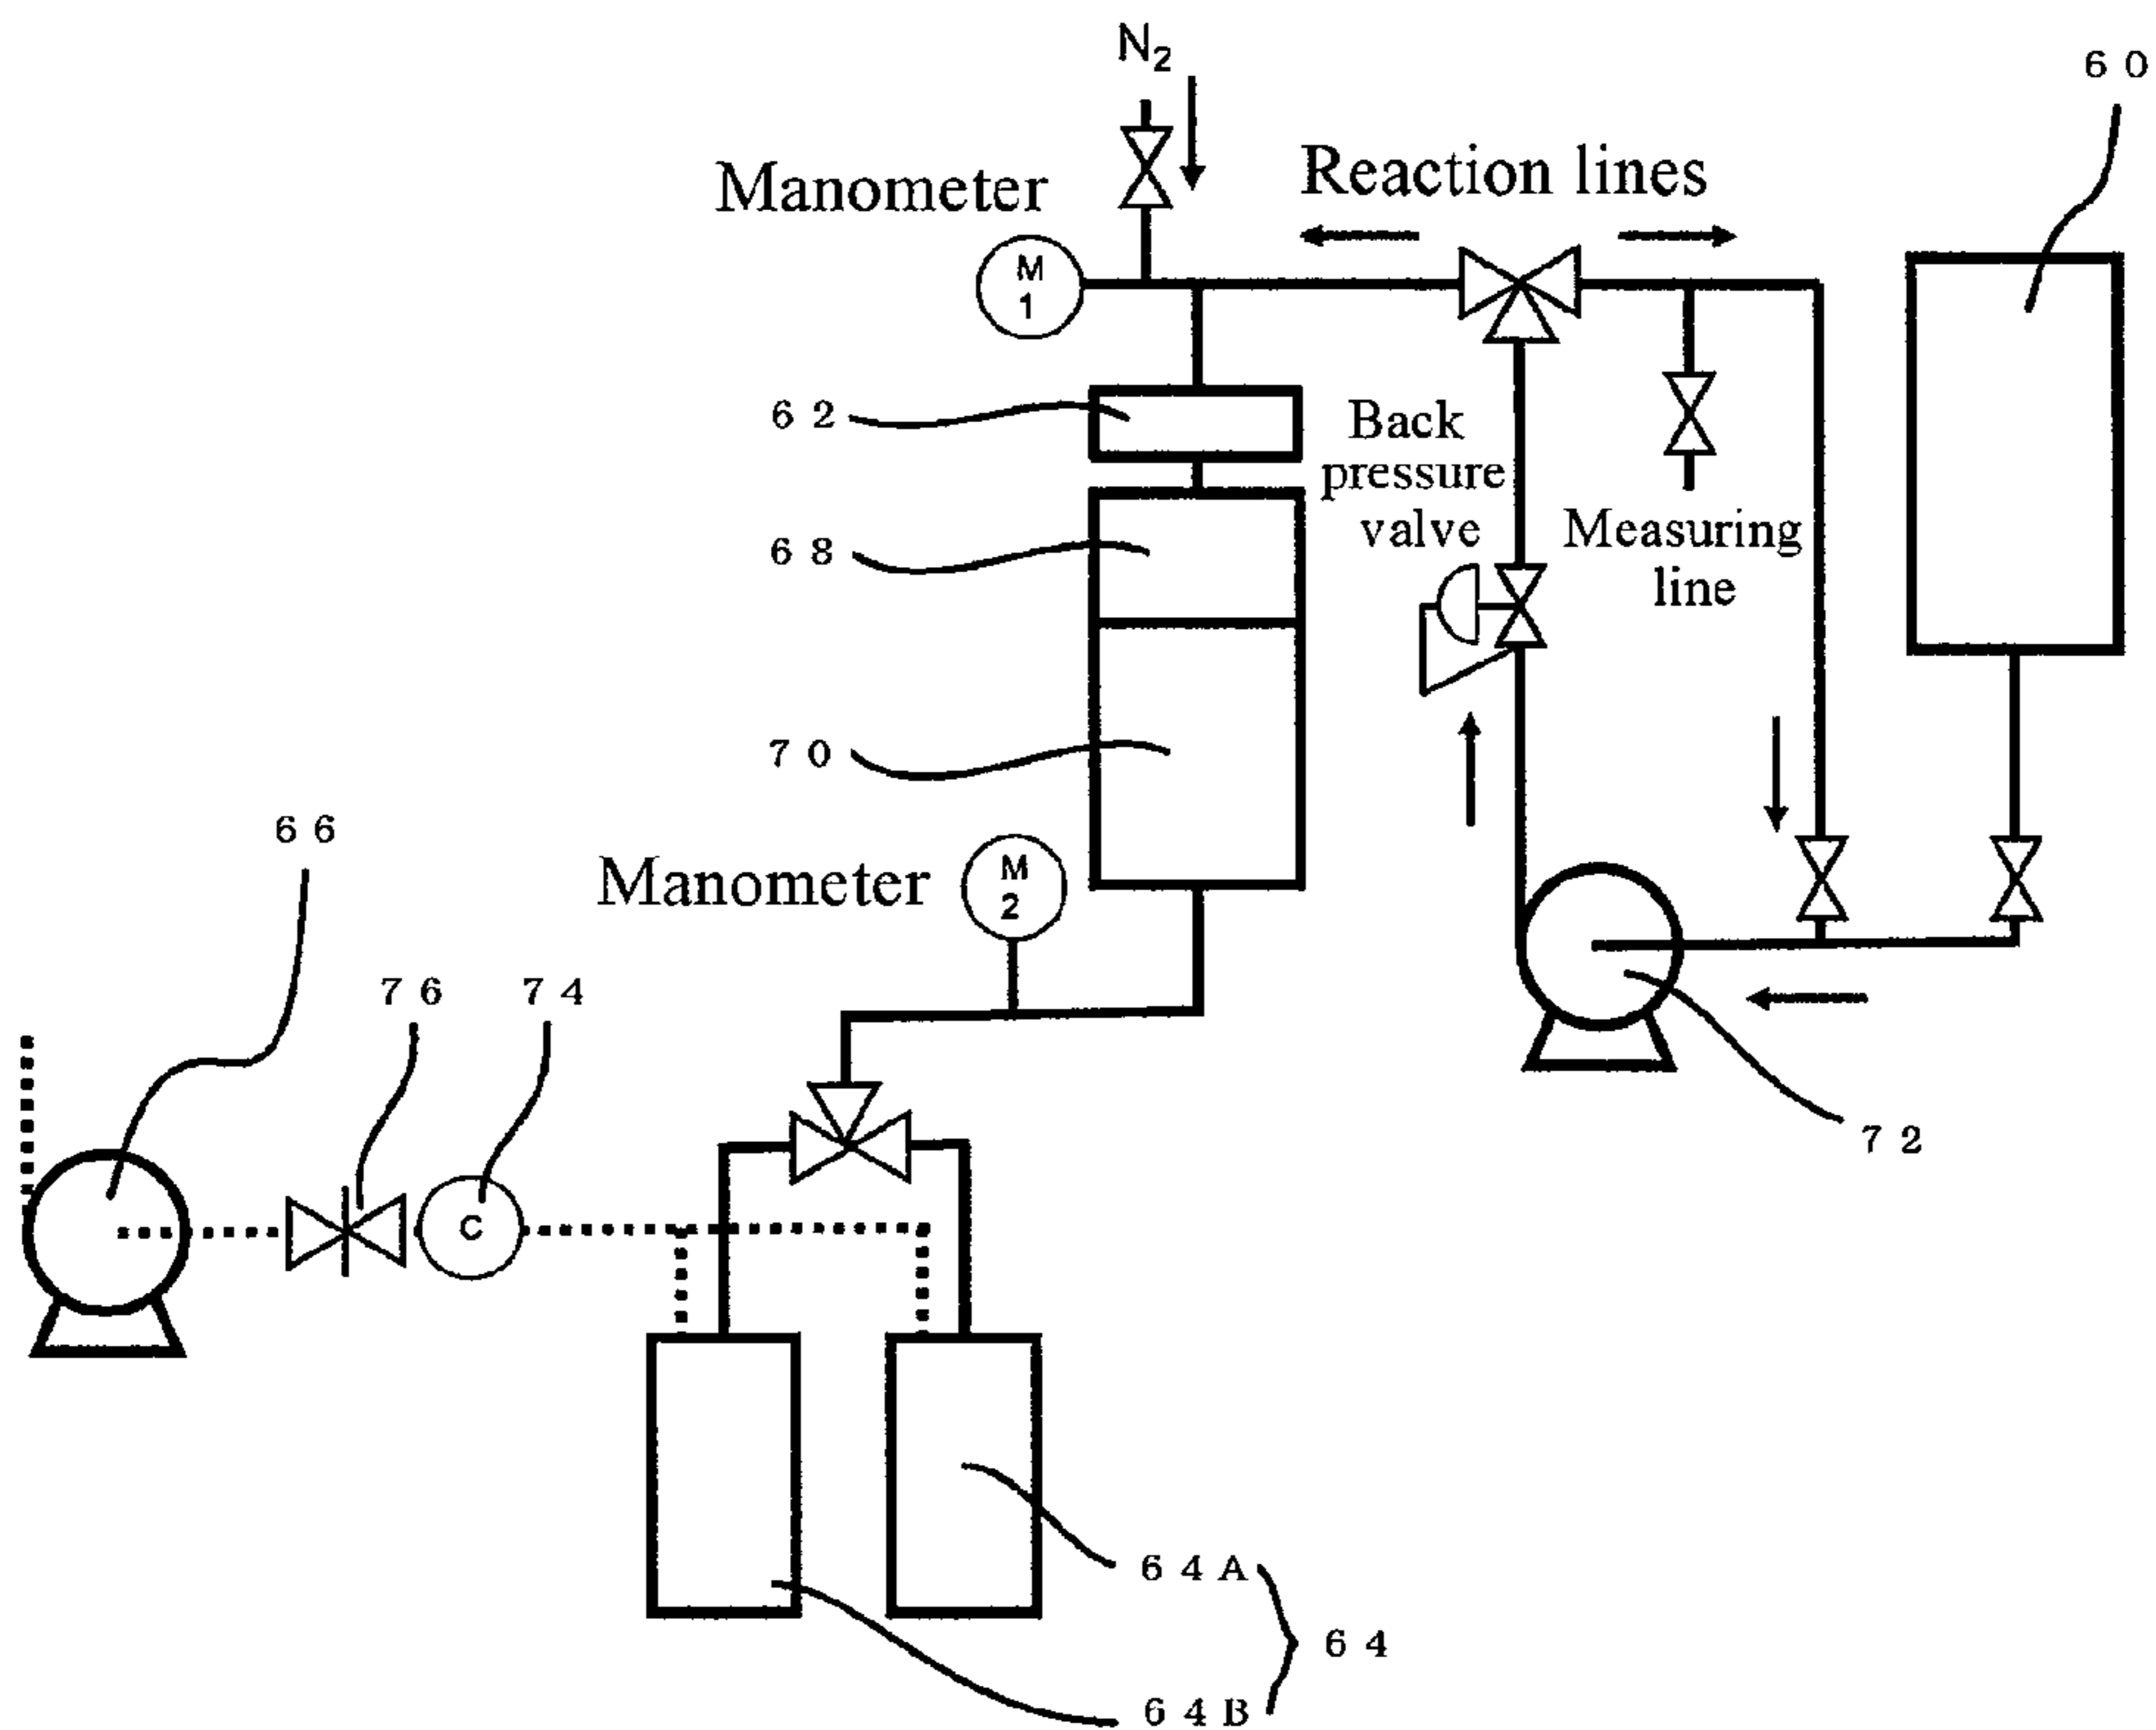 N2
60
Manometer
Reaction lines
M
1
62
Back
pressure
valve
68
Measuring
line
70
66
Manometer
M
2
76
74
72
C
64A
64
64B